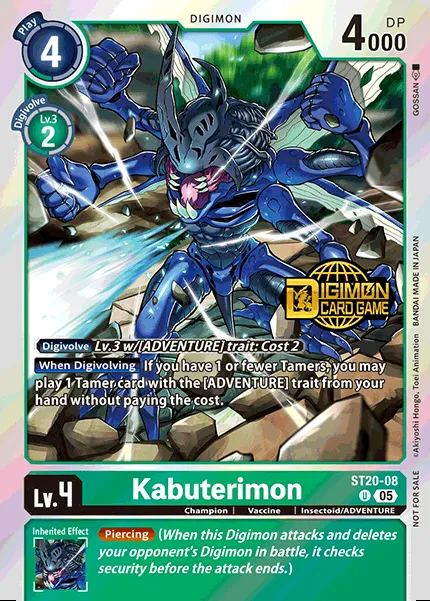 Play
4
DIGIMON
4000
DP
Digivolve
Lv.3
2
GOSSAN
DIGIMON
CARD GAME
Digivolve Lv.3 w/[ADVENTURE] trait: Cost 2
When Digivolving If you have 1 or fewer Tamers, you may
play 1 Tamer card with the [ADVENTURE] trait from your
hand without paying the cost.
©Akiyoshi Hongo, Toei Animation BANDAI MADE IN JAPAN
NOT FOR SALE
Lv.4
Kabuterimon
ST20-08
U 05
Champion | Vaccine | Insectoid/ADVENTURE
Inherited Effect
Piercing (When this Digimon attacks and deletes
your opponent's Digimon in battle, it checks
security before the attack ends.)